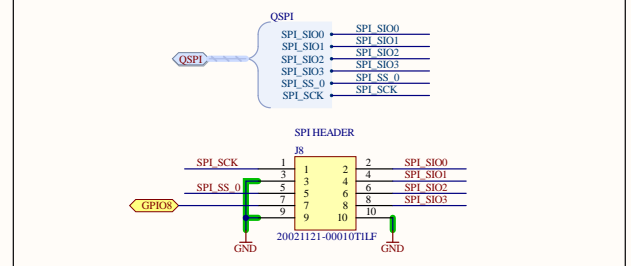 QSPI
QSPI
SPI_SIO0 SPI_SIO0
SPI_SIO1 SPI_SIO1
SPI_SIO2 SPI_SIO2
SPI_SIO3 SPI_SIO3
SPI_SS_0 SPI_SS_0
SPI_SCK SPI_SCK
SPI HEADER
J8
SPI_SCK 1 1 2 2 SPI_SIO0
3 3 4 4 SPI_SIO1
SPI_SS_0 5 5 6 6 SPI_SIO2
GPIO8 7 7 8 8 SPI_SIO3
9 9 10 10
20021121-00010T1LF
GND GND